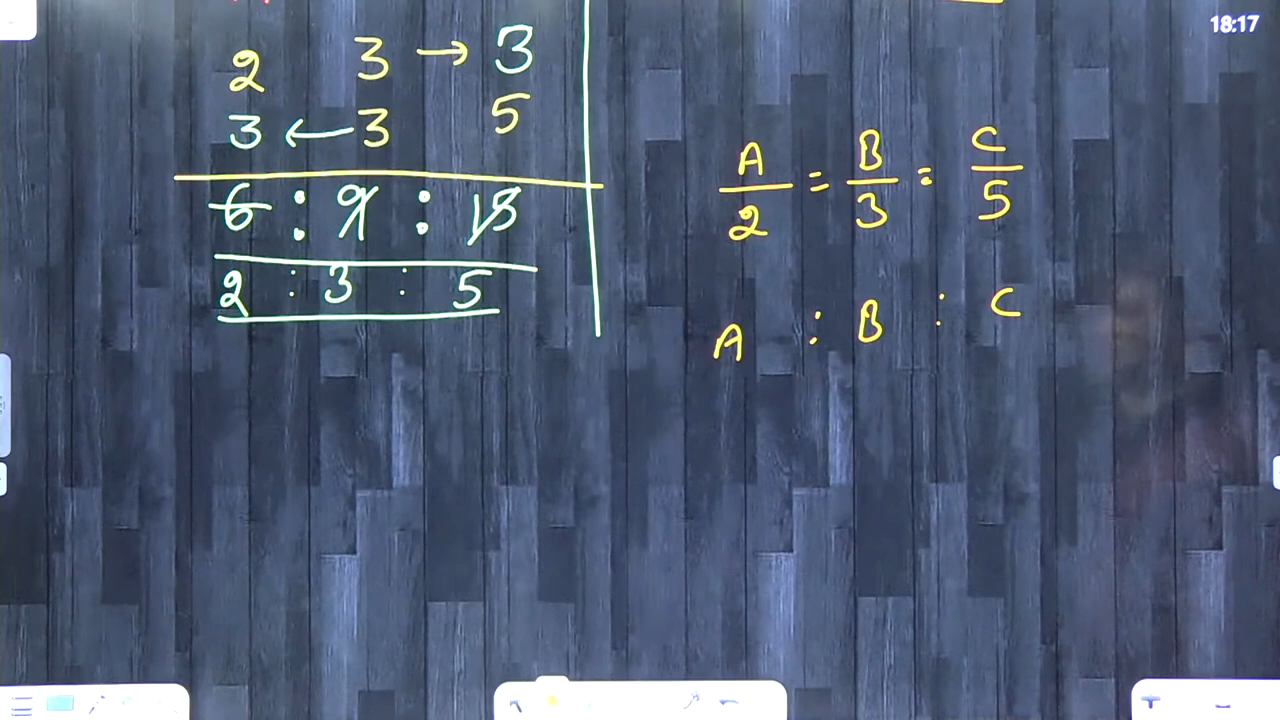 18:17
2 3 → 3
3 ← 3 5
6 : 9 : 15
2 : 3 : 5
A/2 = B/3 = C/5
A : B : C